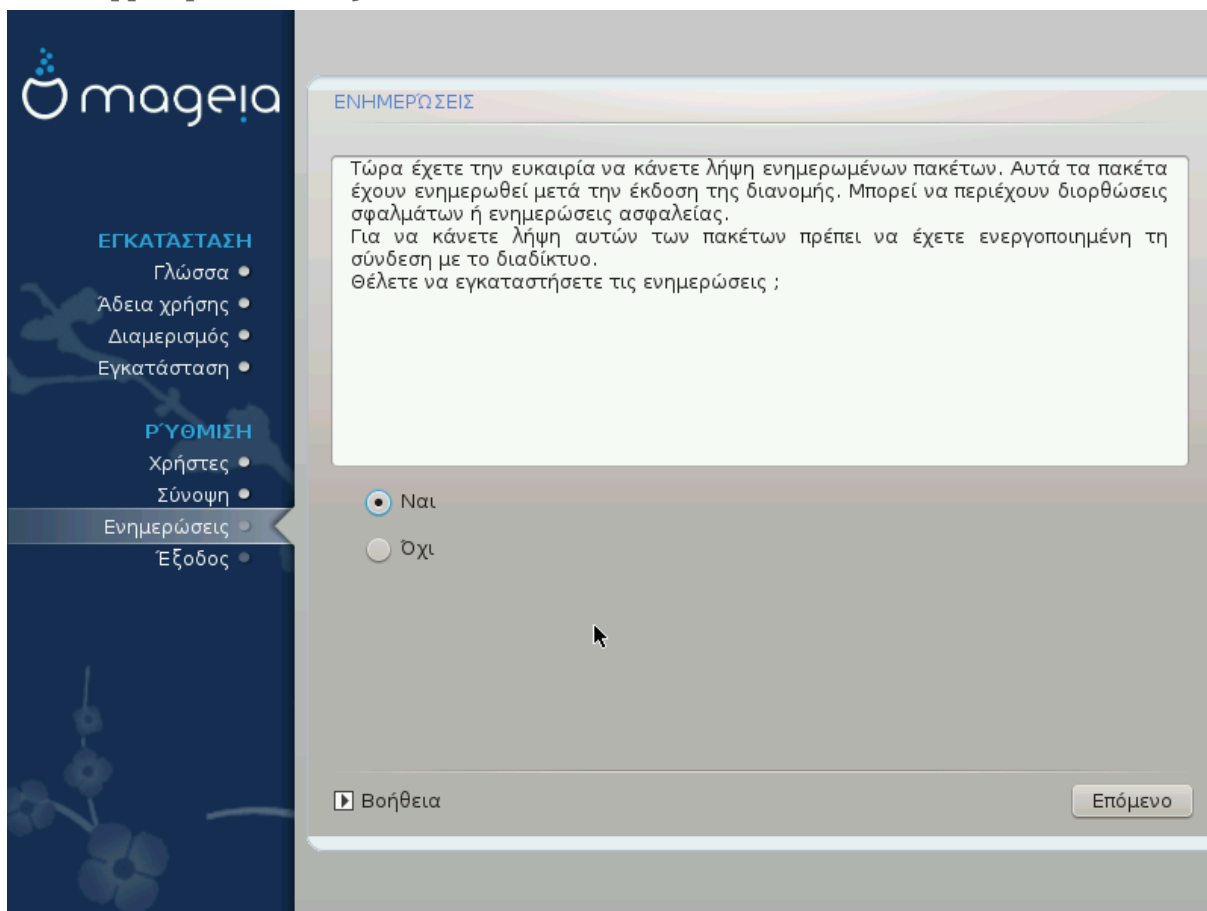 mageia
ΕΓΚΑΤΆΣΤΑΣΗ
Γλώσσα
Άδεια χρήσης
Διαμερισμός
Εγκατάσταση
ΡΎΘΜΙΣΗ
Χρήστες
Σύνοψη
Ενημερώσεις
Έξοδος
ΕΝΗΜΕΡΏΣΕΙΣ
Τώρα έχετε την ευκαιρία να κάνετε λήψη ενημερωμένων πακέτων. Αυτά τα πακέτα
έχουν ενημερωθεί μετά την έκδοση της διανομής. Μπορεί να περιέχουν διορθώσεις
σφαλμάτων ή ενημερώσεις ασφαλείας.
Για να κάνετε λήψη αυτών των πακέτων πρέπει να έχετε ενεργοποιημένη τη
σύνδεση με το διαδίκτυο.
Θέλετε να εγκαταστήσετε τις ενημερώσεις ;
Ναι
Όχι
Βοήθεια
Επόμενο